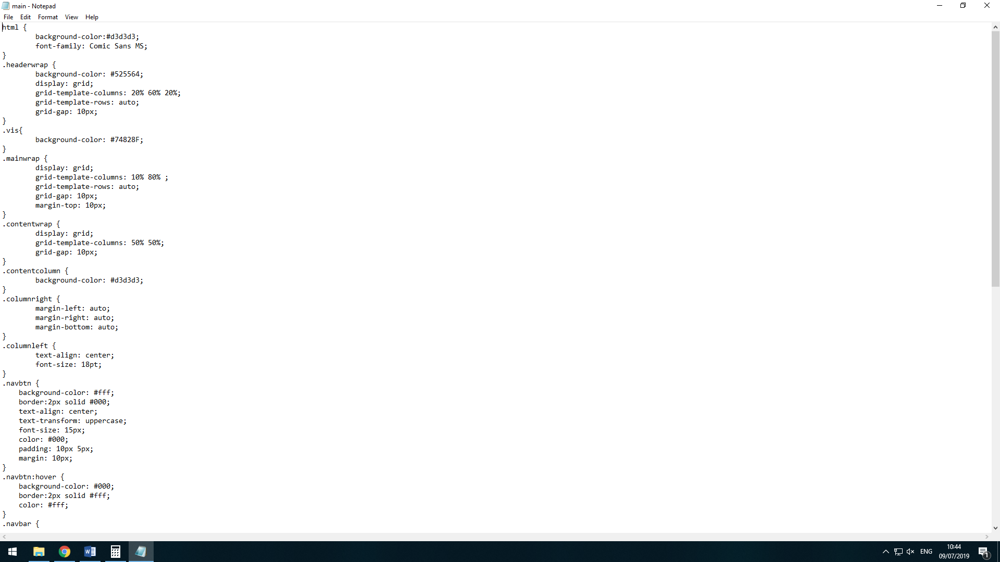 main - Notepad
File Edit Format View Help
html {
        background-color:#d3d3d3;
        font-family: Comic Sans MS;
}
.headerwrap {
        background-color: #525564;
        display: grid;
        grid-template-columns: 20% 60% 20%;
        grid-template-rows: auto;
        grid-gap: 10px;
}
.vis{
        background-color: #74828F;
}
.mainwrap {
        display: grid;
        grid-template-columns: 10% 80% ;
        grid-template-rows: auto;
        grid-gap: 10px;
        margin-top: 10px;
}
.contentwrap {
        display: grid;
        grid-template-columns: 50% 50%;
        grid-gap: 10px;
}
.contentcolumn {
        background-color: #d3d3d3;
}
.columnright {
        margin-left: auto;
        margin-right: auto;
        margin-bottom: auto;
}
.columnleft {
        text-align: center;
        font-size: 18pt;
}
.navbtn {
    background-color: #fff;
    border:2px solid #000;
    text-align: center;
    text-transform: uppercase;
    font-size: 15px;
    color: #000;
    padding: 10px 5px;
    margin: 10px;
}
.navbtn:hover {
    background-color: #000;
    border:2px solid #fff;
    color: #fff;
}
.navbar {
ENG
10:44
09/07/2019
1